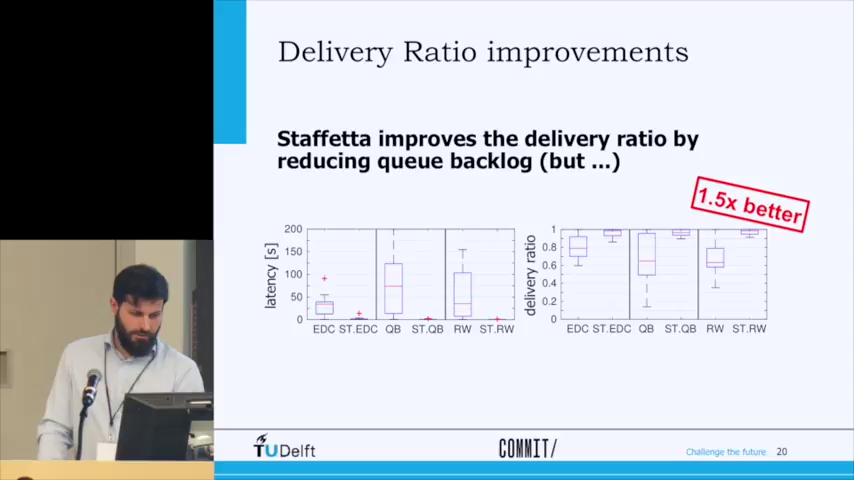 Delivery Ratio improvements
Staffetta improves the delivery ratio by
reducing queue backlog (but ...)
1.5x better
latency [s]
200
150
100
50
0
EDC ST.EDC QB ST.QB RW ST.RW
delivery ratio
1
0.8
0.6
0.4
0.2
0
EDC ST.EDC QB ST.QB RW ST.RW
TUDelft
COMMIT/
Challenge the future 20